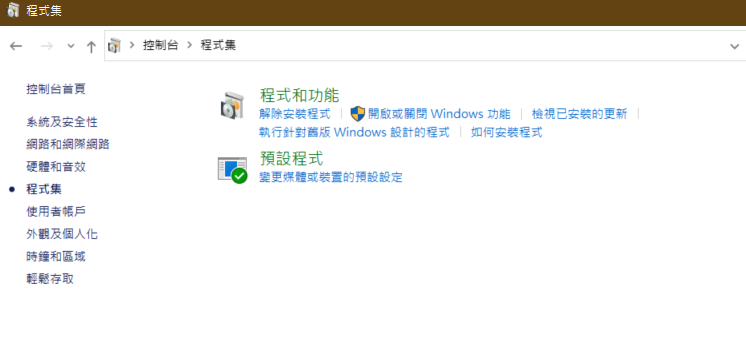 程式集
控制台 > 程式集
控制台首頁
系統及安全性
網路和網際網路
硬體和音效
程式集
使用者帳戶
外觀及個人化
時鐘和區域
輕鬆存取
程式和功能
解除安裝程式 | 開啟或關閉 Windows 功能 | 檢視已安裝的更新 |
執行針對舊版 Windows 設計的程式 | 如何安裝程式
預設程式
變更媒體或裝置的預設設定